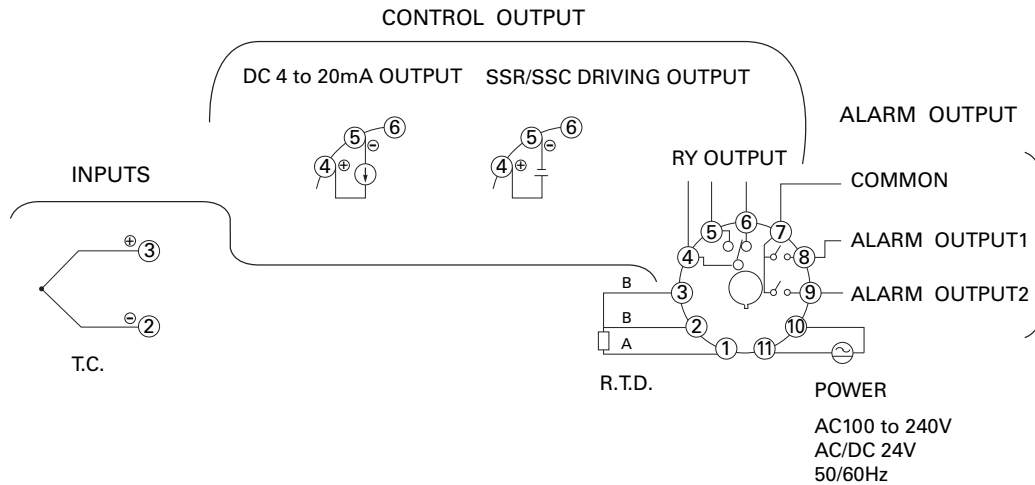 CONTROL OUTPUT
DC 4 to 20mA OUTPUT
SSR/SSC DRIVING OUTPUT
ALARM OUTPUT
4 ⊕ 5 ⊖ 6
4 ⊕ 5 ⊖ 6
RY OUTPUT
INPUTS
COMMON
ALARM OUTPUT1
ALARM OUTPUT2
⊕ 3
⊖ 2
T.C.
4 5 6 7 8
B 3 9
B 2 10
A 1 11
R.T.D.
POWER
AC100 to 240V
AC/DC 24V
50/60Hz